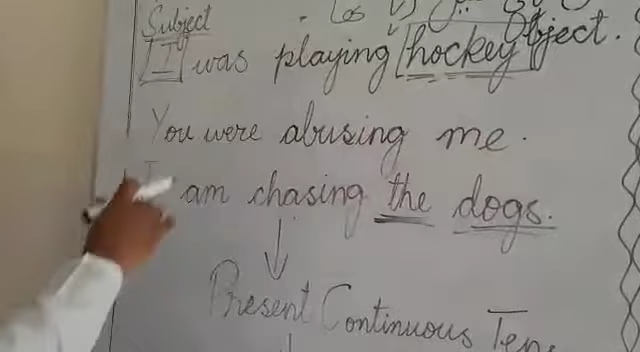 Subject
Object.
I was playing hockey
You were abusing me.
I am chasing the dogs.
Present Continuous